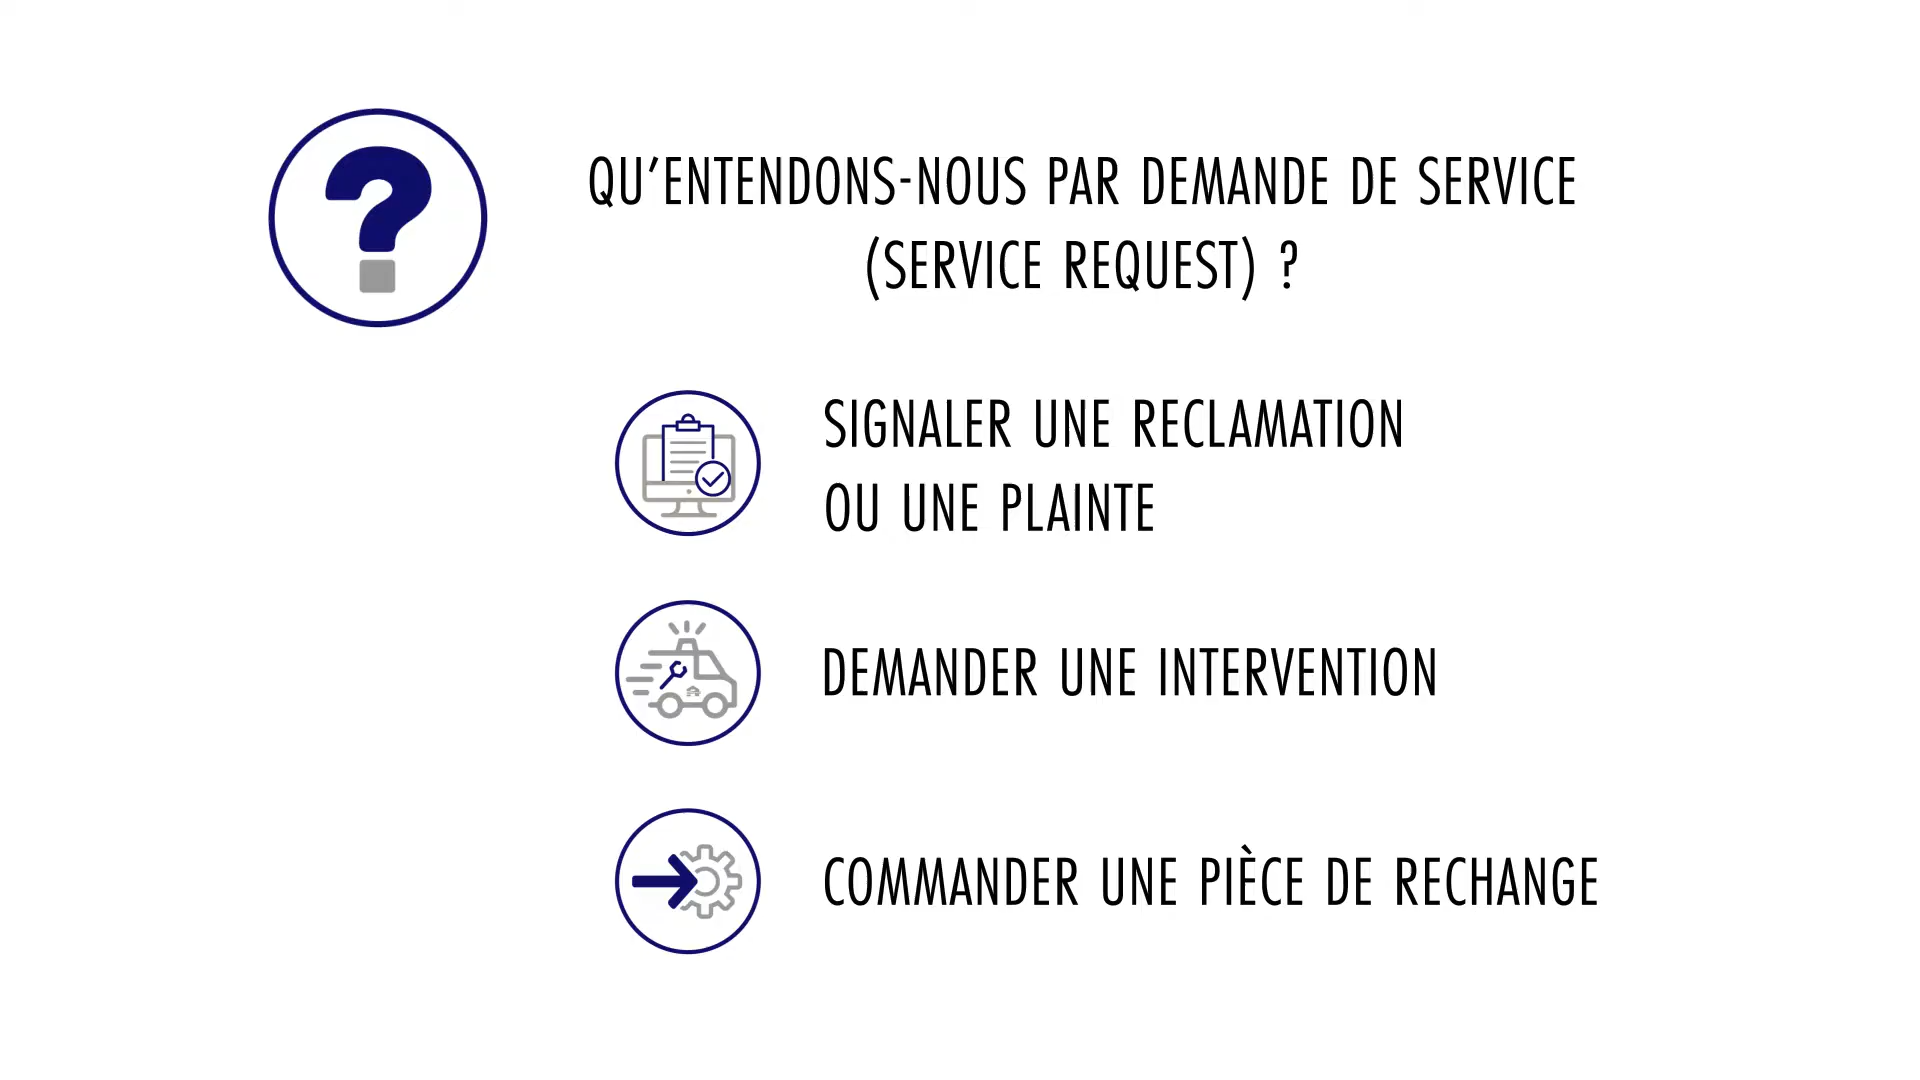 QU’ENTENDONS-NOUS PAR DEMANDE DE SERVICE
(SERVICE REQUEST) ?
SIGNALER UNE RECLAMATION
OU UNE PLAINTE
DEMANDER UNE INTERVENTION
COMMANDER UNE PIÈCE DE RECHANGE